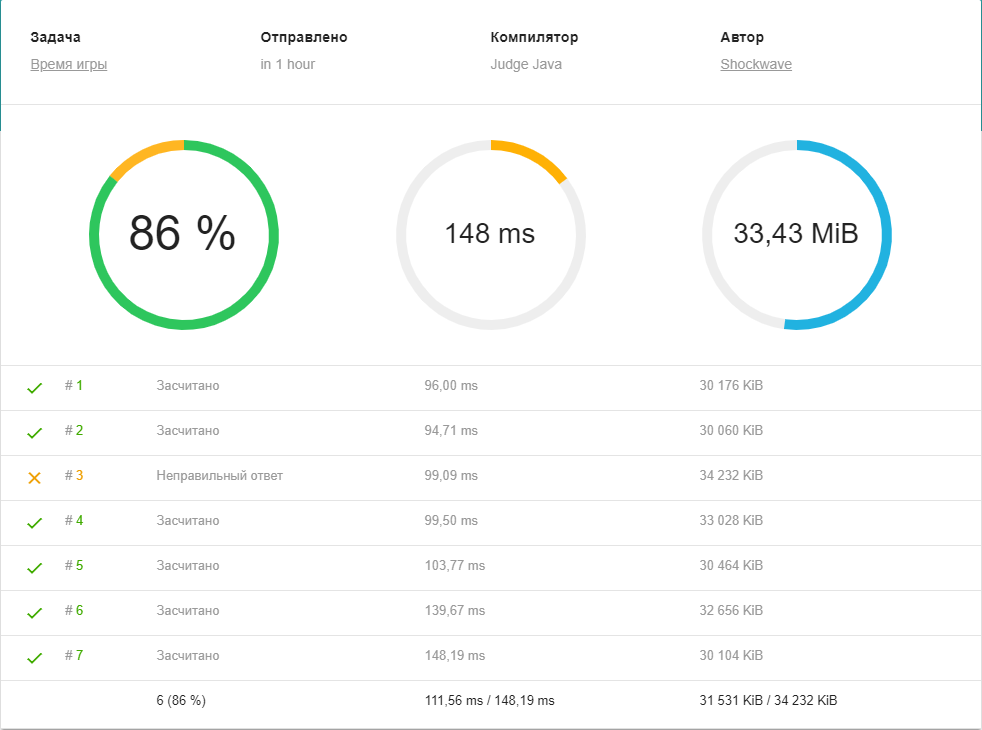 Задача Отправлено Компилятор Автор
Время игры in 1 hour Judge Java Shockwave
86 % 148 ms 33,43 MiB
# 1 Засчитано 96,00 ms 30 176 KiB
# 2 Засчитано 94,71 ms 30 060 KiB
# 3 Неправильный ответ 99,09 ms 34 232 KiB
# 4 Засчитано 99,50 ms 33 028 KiB
# 5 Засчитано 103,77 ms 30 464 KiB
# 6 Засчитано 139,67 ms 32 656 KiB
# 7 Засчитано 148,19 ms 30 104 KiB
6 (86 %) 111,56 ms / 148,19 ms 31 531 KiB / 34 232 KiB